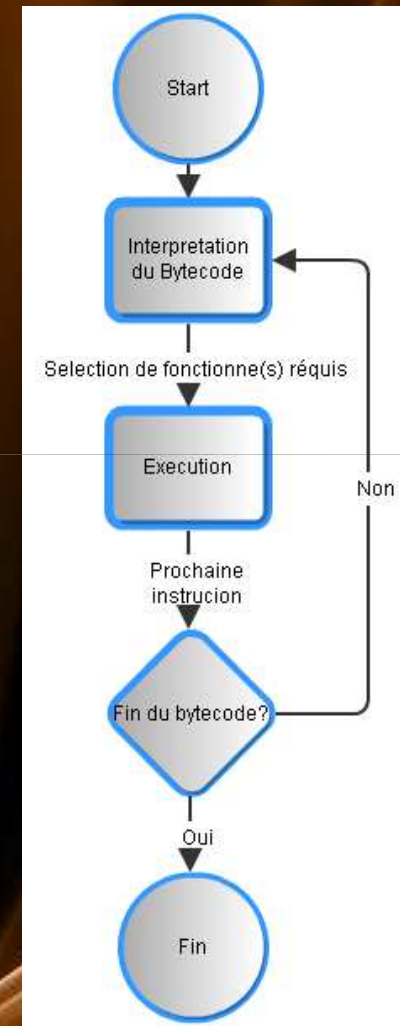 Start
Interpretation
du Bytecode
Selection de fonctionne(s) réquis
Execution
Non
Prochaine
instrucion
Fin du bytecode?
Oui
Fin